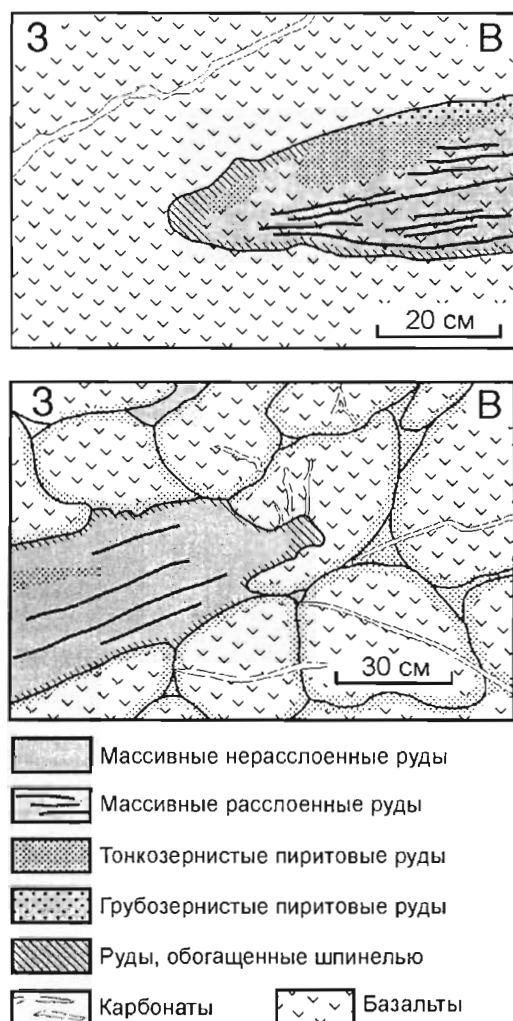 З В
20 см
З В
30 см
Массивные нерасслоенные руды
Массивные расслоенные руды
Тонкозернистые пиритовые руды
Грубозернистые пиритовые руды
Руды, обогащенные шпинелью
Карбонаты Базальты